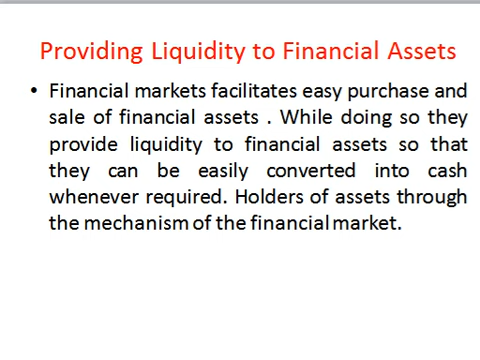 Providing Liquidity to Financial Assets
• Financial markets facilitates easy purchase and
sale of financial assets . While doing so they
provide liquidity to financial assets so that
they can be easily converted into cash
whenever required. Holders of assets through
the mechanism of the financial market.